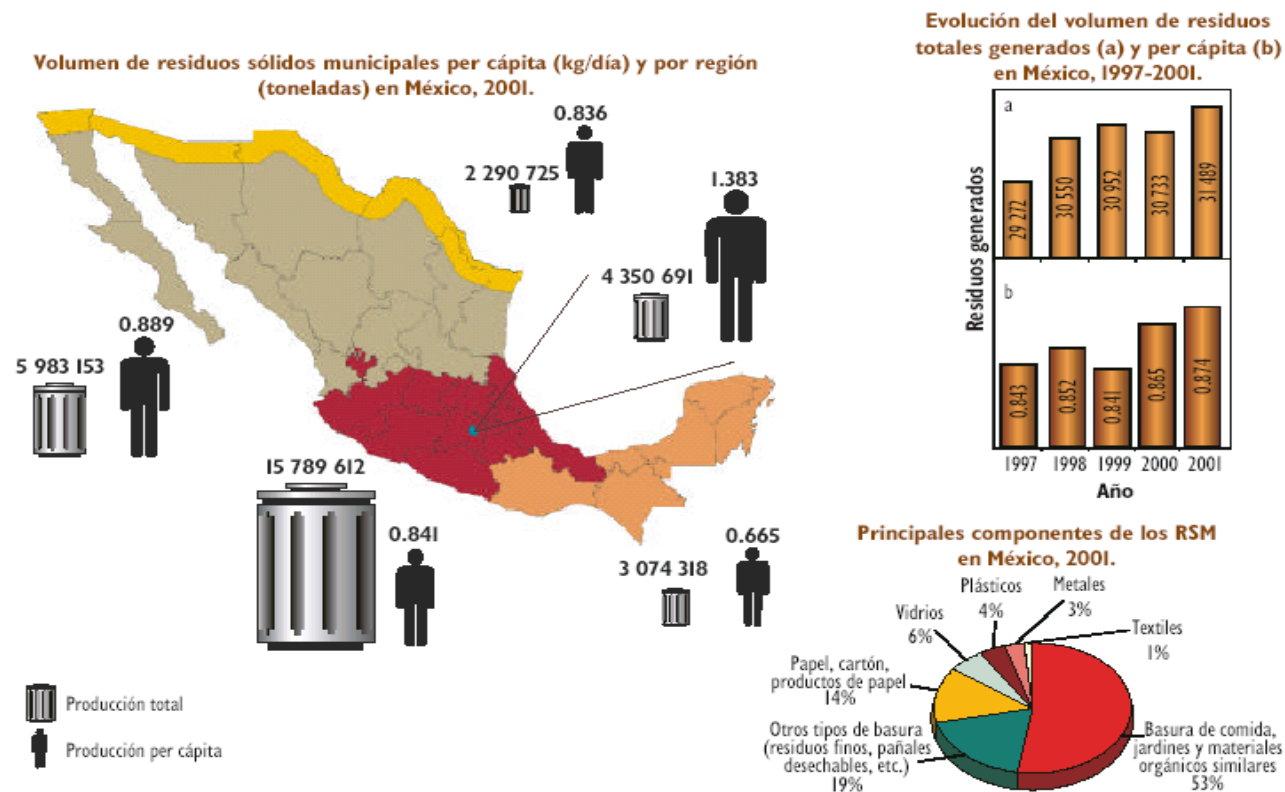 Volumen de residuos sólidos municipales per cápita (kg/día) y por región
(toneladas) en México, 2001.
0.836
2 290 725
1.383
4 350 691
0.889
5 983 153
15 789 612
0.841
0.665
3 074 318
Producción total
Producción per cápita
Evolución del volumen de residuos
totales generados (a) y per cápita (b)
en México, 1997-2001.
Residuos generados
a
29 272
30 550
30 952
30 733
31 489
b
0.843
0.852
0.841
0.865
0.874
1997 1998 1999 2000 2001
Año
Principales componentes de los RSM
en México, 2001.
Plásticos
4%
Metales
3%
Vidrios
6%
Textiles
1%
Papel, cartón,
productos de papel
14%
Otros tipos de basura
(residuos finos, pañales
desechables, etc.)
19%
Basura de comida,
jardines y materiales
orgánicos similares
53%